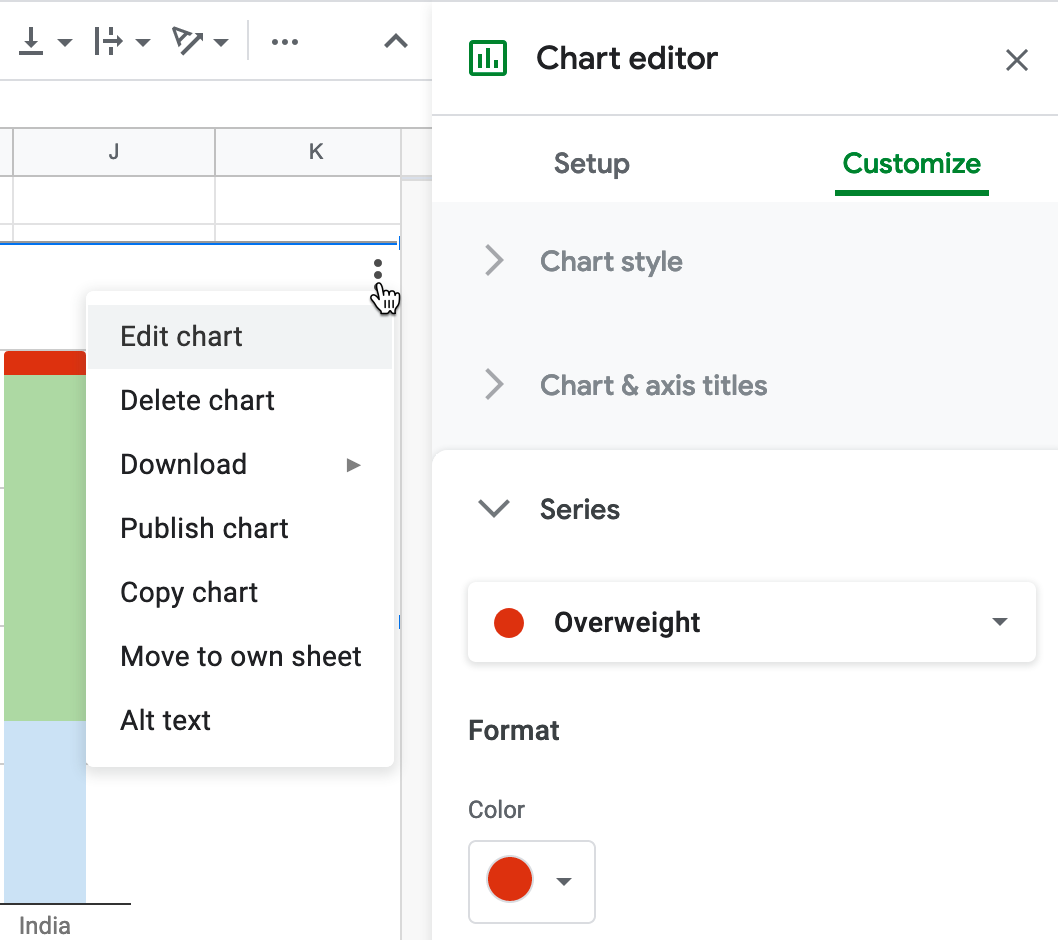 J
K
Edit chart
Delete chart
Download
Publish chart
Copy chart
Move to own sheet
Alt text
India
Chart editor
Setup
Customize
Chart style
Chart & axis titles
Series
Overweight
Format
Color